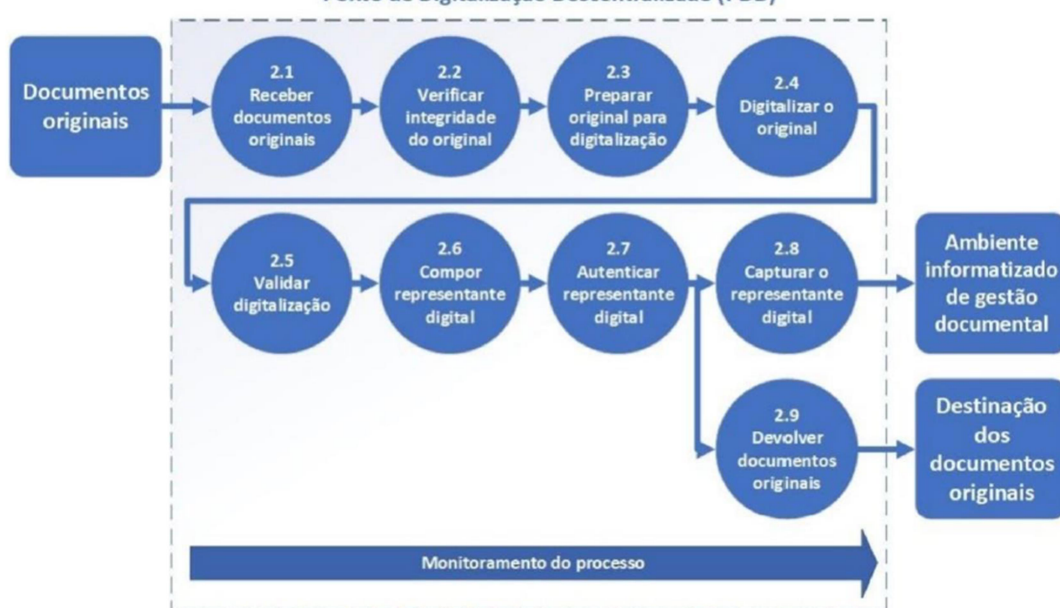 Documentos
originais
2.1
Receber
documentos
originais
2.2
Verificar
integridade
do original
2.3
Preparar
original para
digitalização
2.4
Digitalizar o
original
2.5
Validar
digitalização
2.6
Compor
representante
digital
2.7
Autenticar
representante
digital
2.8
Capturar o
representante
digital
Ambiente
informatizado
de gestão
documental
2.9
Devolver
documentos
originais
Destinação
dos
documentos
originais
Monitoramento do processo